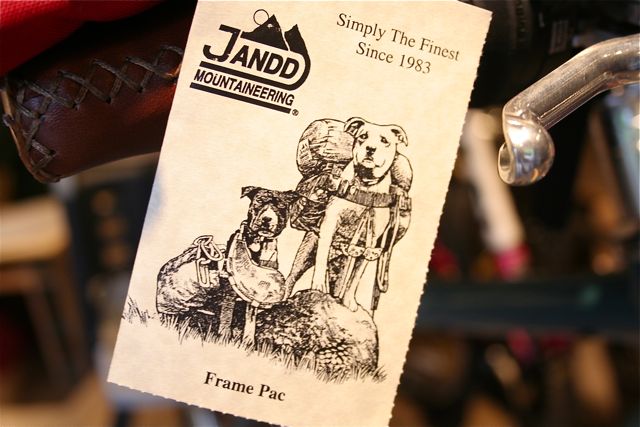 JANDD
MOUNTAINEERING®
Simply The Finest
Since 1983
Frame Pac